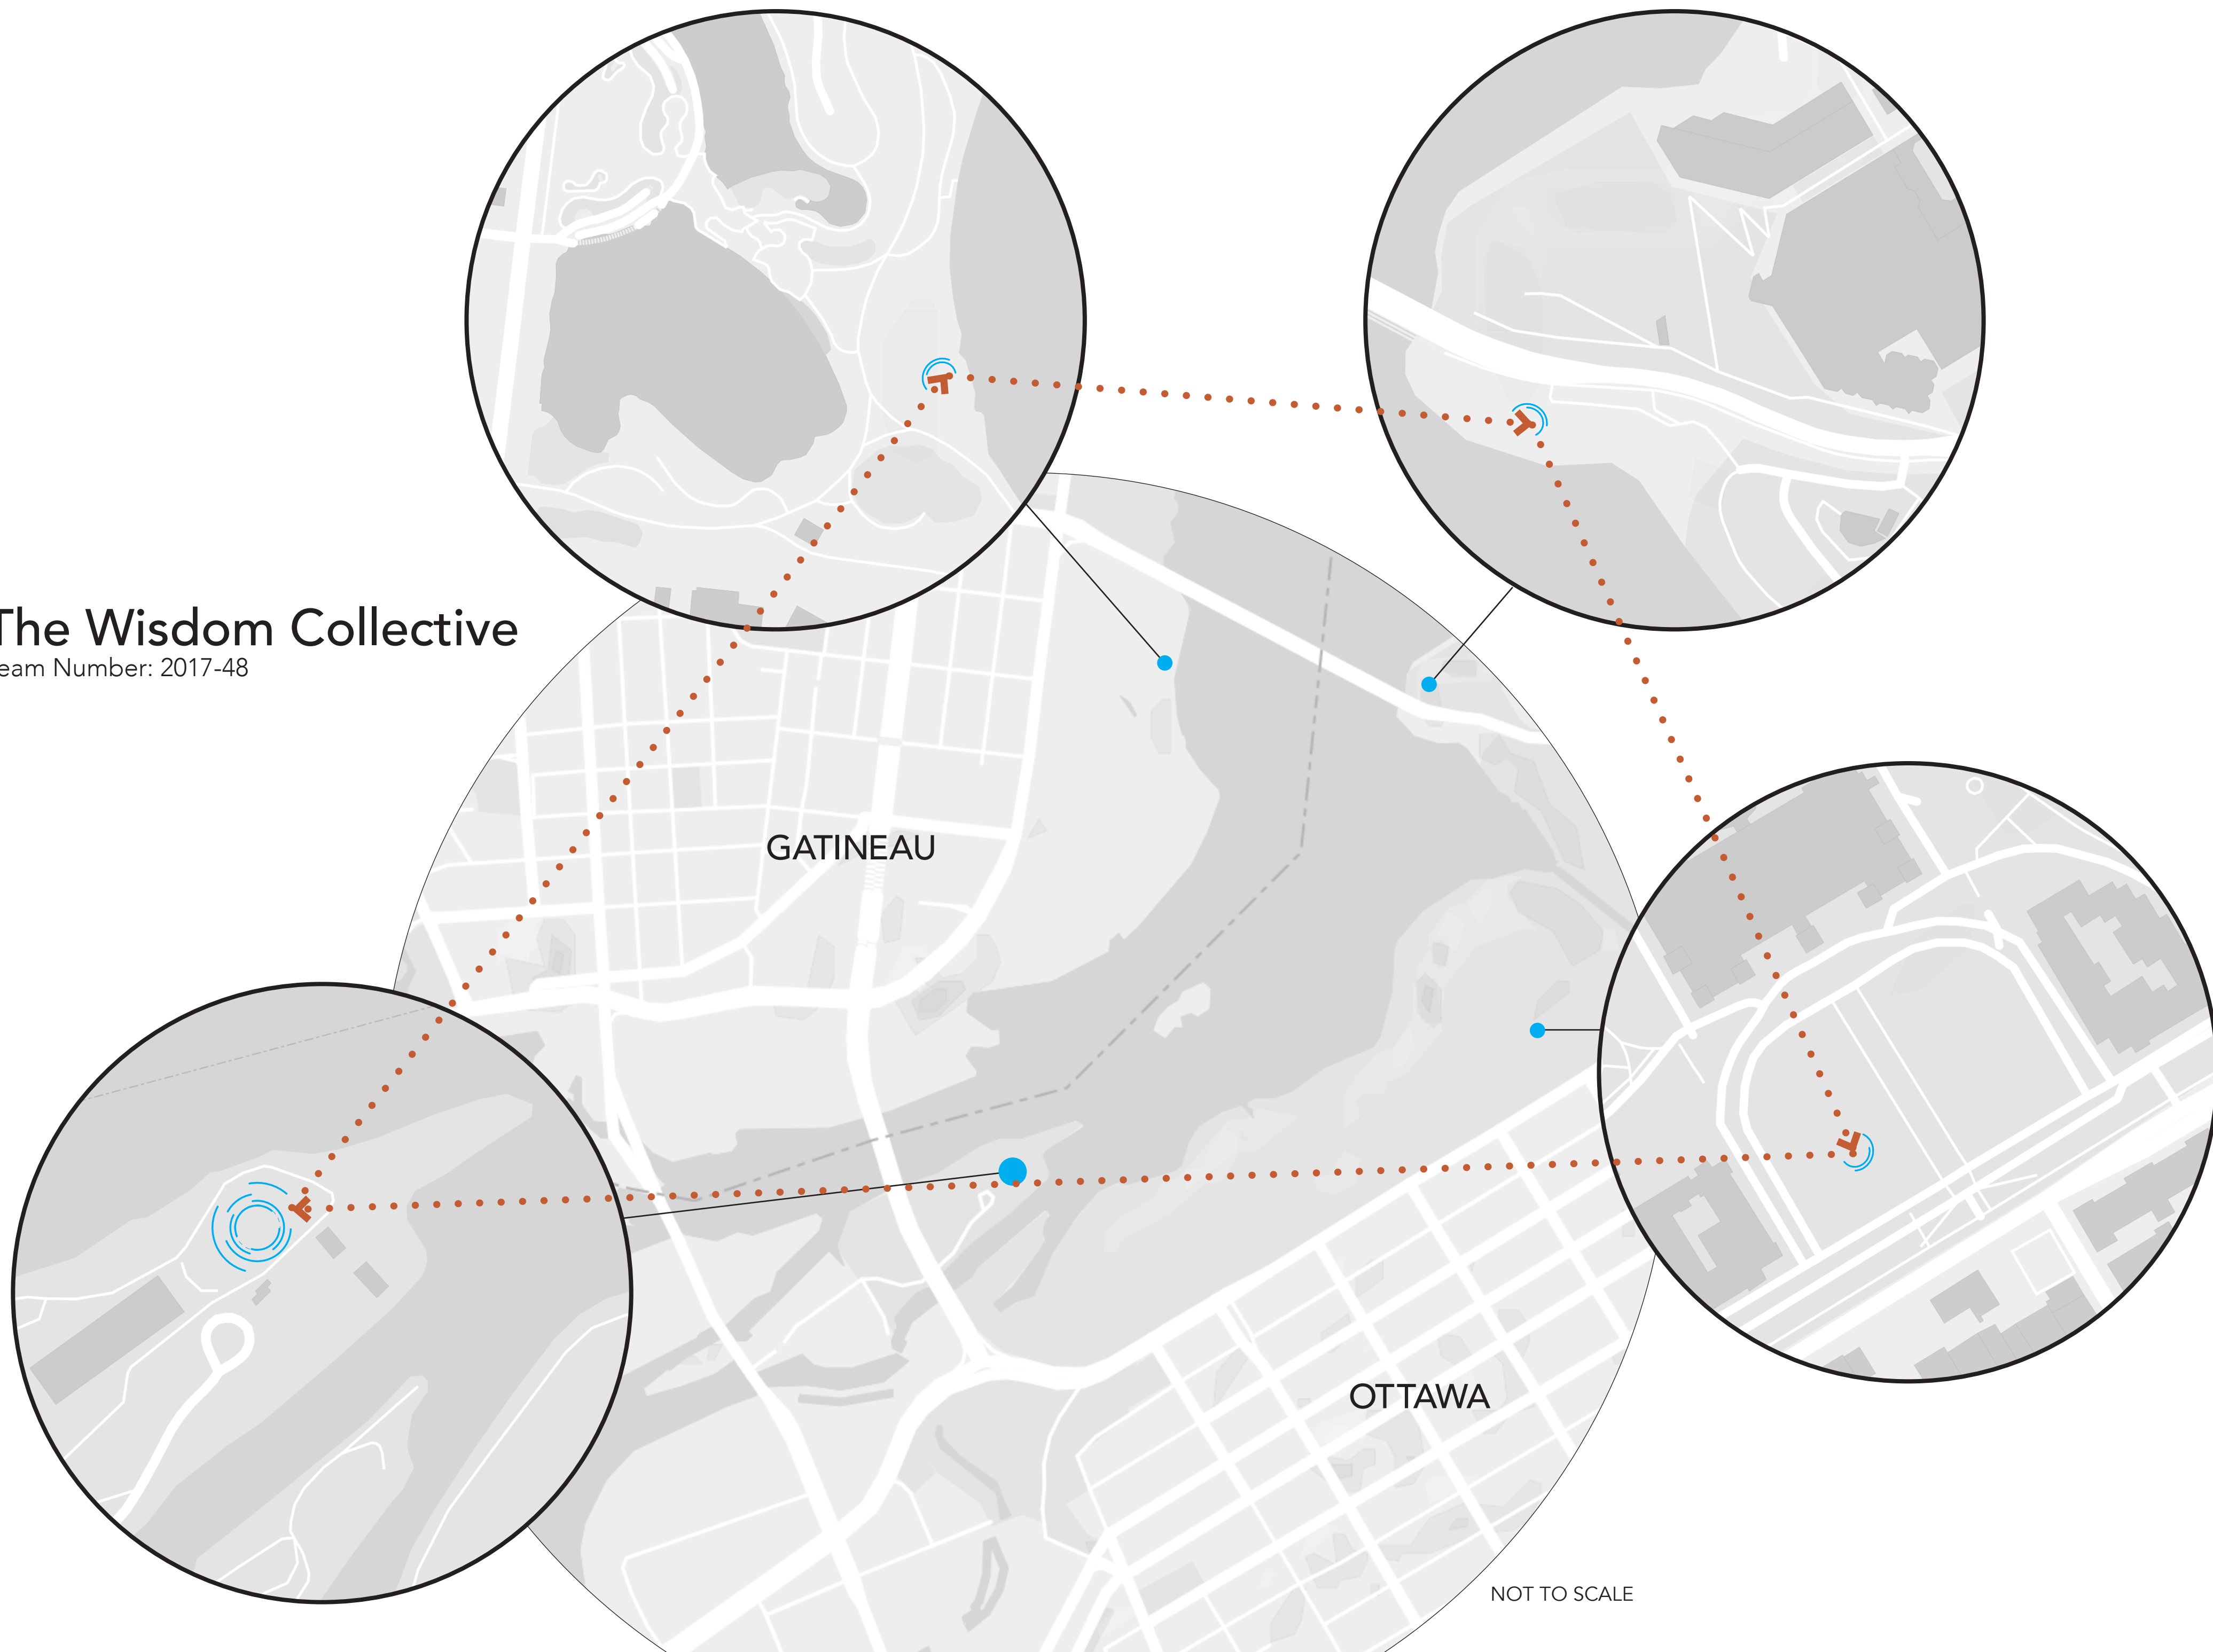 The Wisdom Collective
eam Number: 2017-48
GATINEAU
OTTAWA
NOT TO SCALE